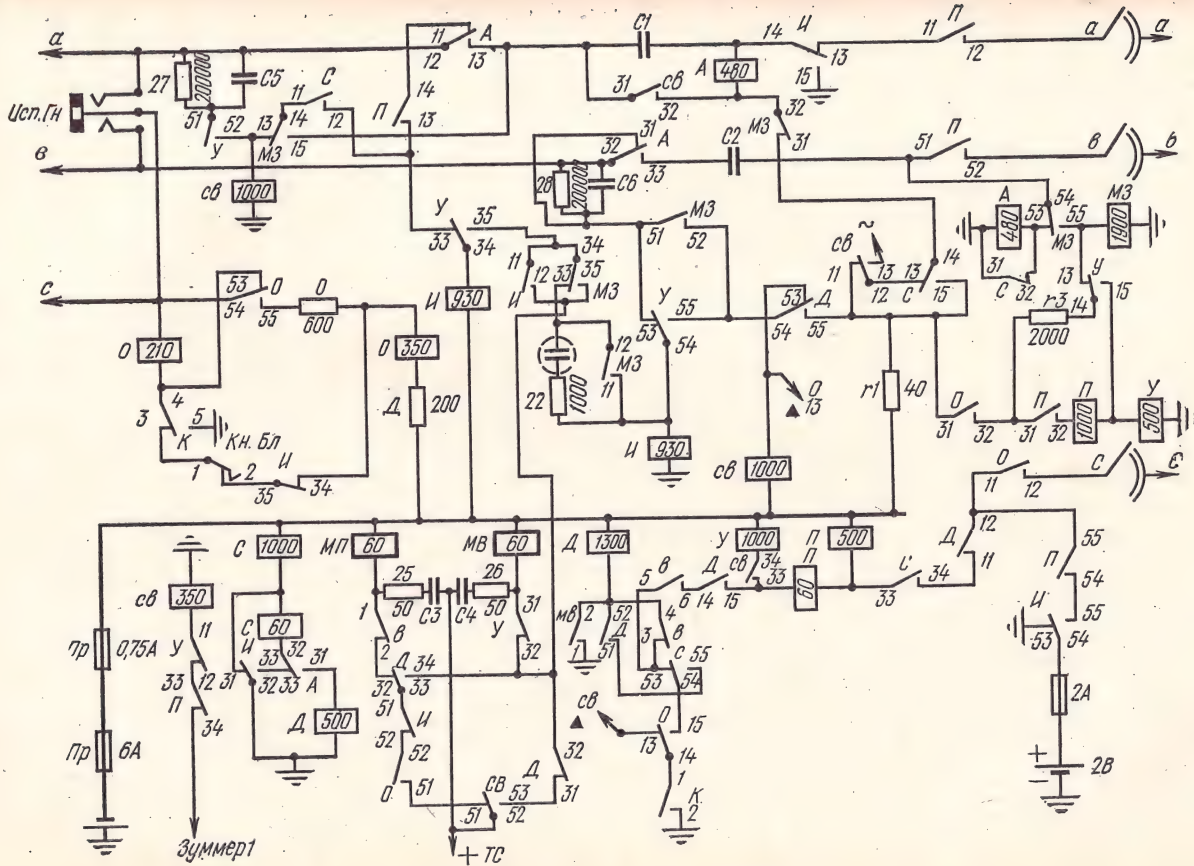 а 11 А С1 14 И 11 П а а
12 13 13 12
27 200000 С5 11 С 14 31 св А 480 15
Исп.Гн 51 52 13 14 12 П 13 32 32
У МЗ 15 31 А МЗ 31 51 П в b
в 32 33 С2 52
св 1000 28 200000 С6 54
У 35 А 480 53 55 МЗ 1900
33 34 34 51 МЗ 52 св ~ 14 МЗ
11 12 33 35 11 13 13 31 С 32 13 У
И МЗ 12 С 15 r3 14 15
с 53 О О И 930 У 55 53 Д 2000
54 55 600 53 54 54 55
О 210 О 350 12 МЗ О r1 40 О П П У
4 22 1000 11 13 31 32 31 32 1000 500
3 5 Д 200
К Кн. Бл И 930 св 1000 С с
1 2 И О
35 34 11 12
С 1000 МП 60 МВ 60 Д 1300 У 1000 П 500 Д 12 55
св 34 П С П
5 В Д 33 60 34 11 54
св 350 25 26 31 мв 2 52 4 6 14 15 33 55
1 50 С3 С4 50 И
11 С 60 В У 1 Д 3 В 53 54
Пр 0,75А У И 33 32 31 2 Д 34 32 51 С 55
33 12 31 32 33 А 32 33 53 54 2А
П 51 И св
34 Д 500 О 15
Пр 6А 52 52 32 13 14 +
О 51 СВ 53 Д 1 2В
51 52 31 К
2
Зуммер1 + ТС